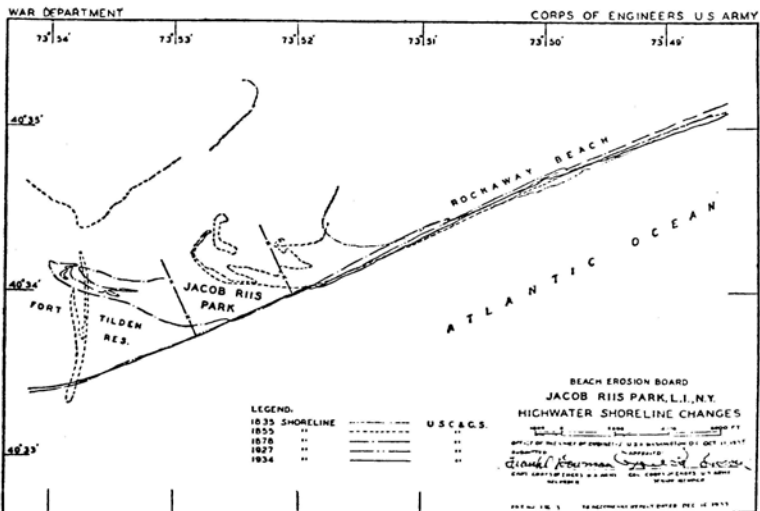 WAR DEPARTMENT
CORPS OF ENGINEERS U S ARMY
73°54' 73°53' 73°52' 73°51' 73°50' 73°49'
40°35'
ROCKAWAY BEACH
ATLANTIC OCEAN
40°34'
JACOB RIIS
PARK
FORT TILDEN
RES.
40°33'
LEGEND.
1835 SHORELINE U S C & G.S.
1855 " "
1878 " "
1927 " "
1934 " "
BEACH EROSION BOARD
JACOB RIIS PARK, L.I., N.Y.
HIGHWATER SHORELINE CHANGES